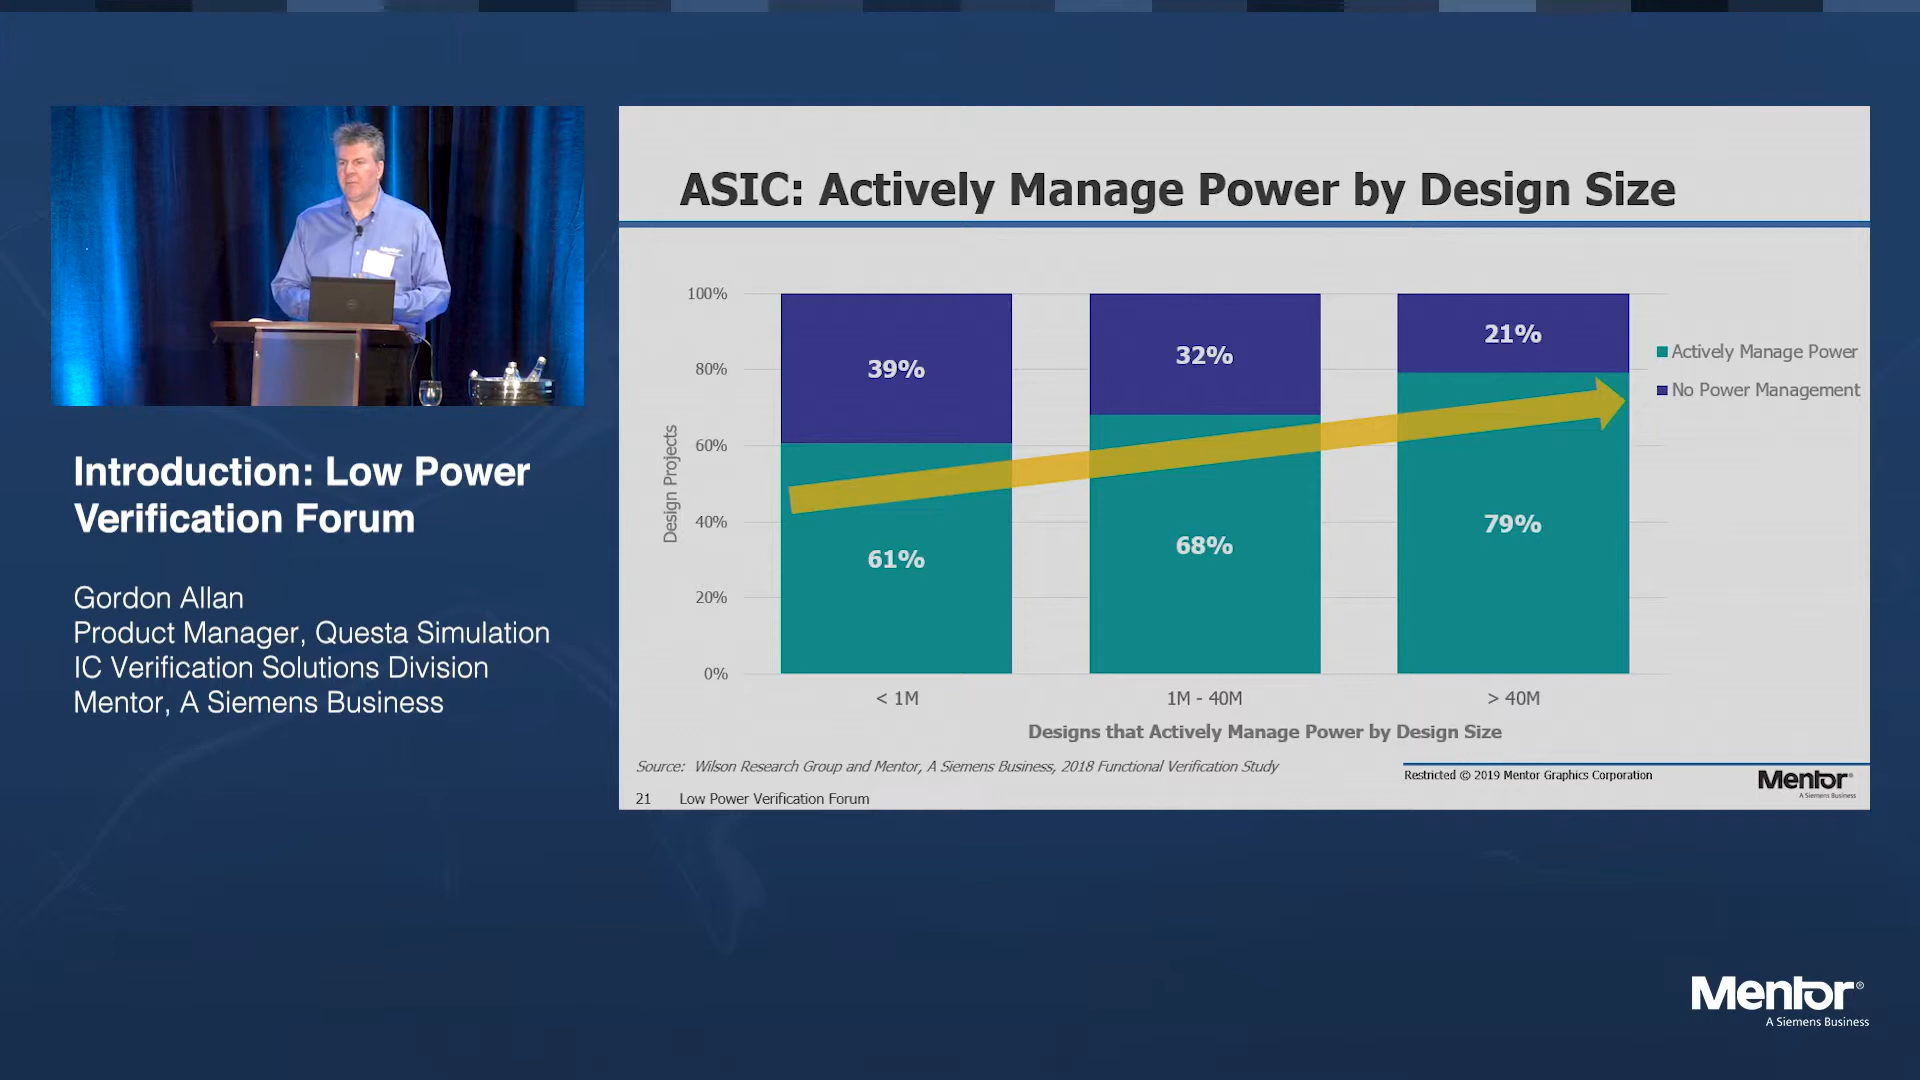 Mentor
Introduction: Low Power
Verification Forum
Gordon Allan
Product Manager, Questa Simulation
IC Verification Solutions Division
Mentor, A Siemens Business
ASIC: Actively Manage Power by Design Size
100%
80%
60%
40%
20%
0%
Design Projects
39%
32%
21%
61%
68%
79%
Actively Manage Power
No Power Management
< 1M
1M - 40M
> 40M
Designs that Actively Manage Power by Design Size
Source: Wilson Research Group and Mentor, A Siemens Business, 2018 Functional Verification Study
Restricted © 2019 Mentor Graphics Corporation
Mentor®
A Siemens Business
21 Low Power Verification Forum
Mentor®
A Siemens Business